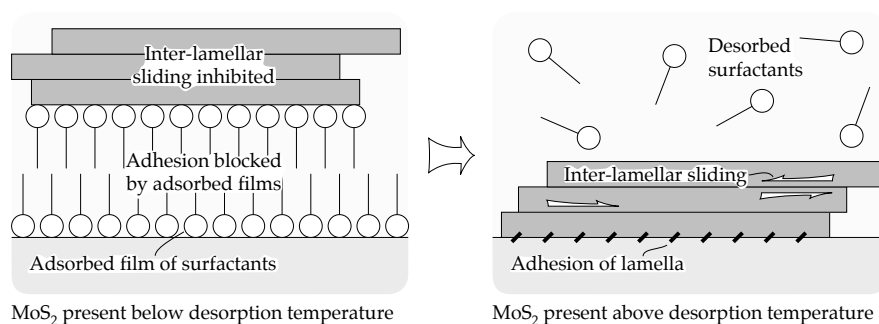 Inter-lamellar
sliding inhibited
Adhesion blocked
by adsorbed films
Adsorbed film of surfactants
MoS₂ present below desorption temperature
Desorbed
surfactants
Inter-lamellar sliding
Adhesion of lamella
MoS₂ present above desorption temperature